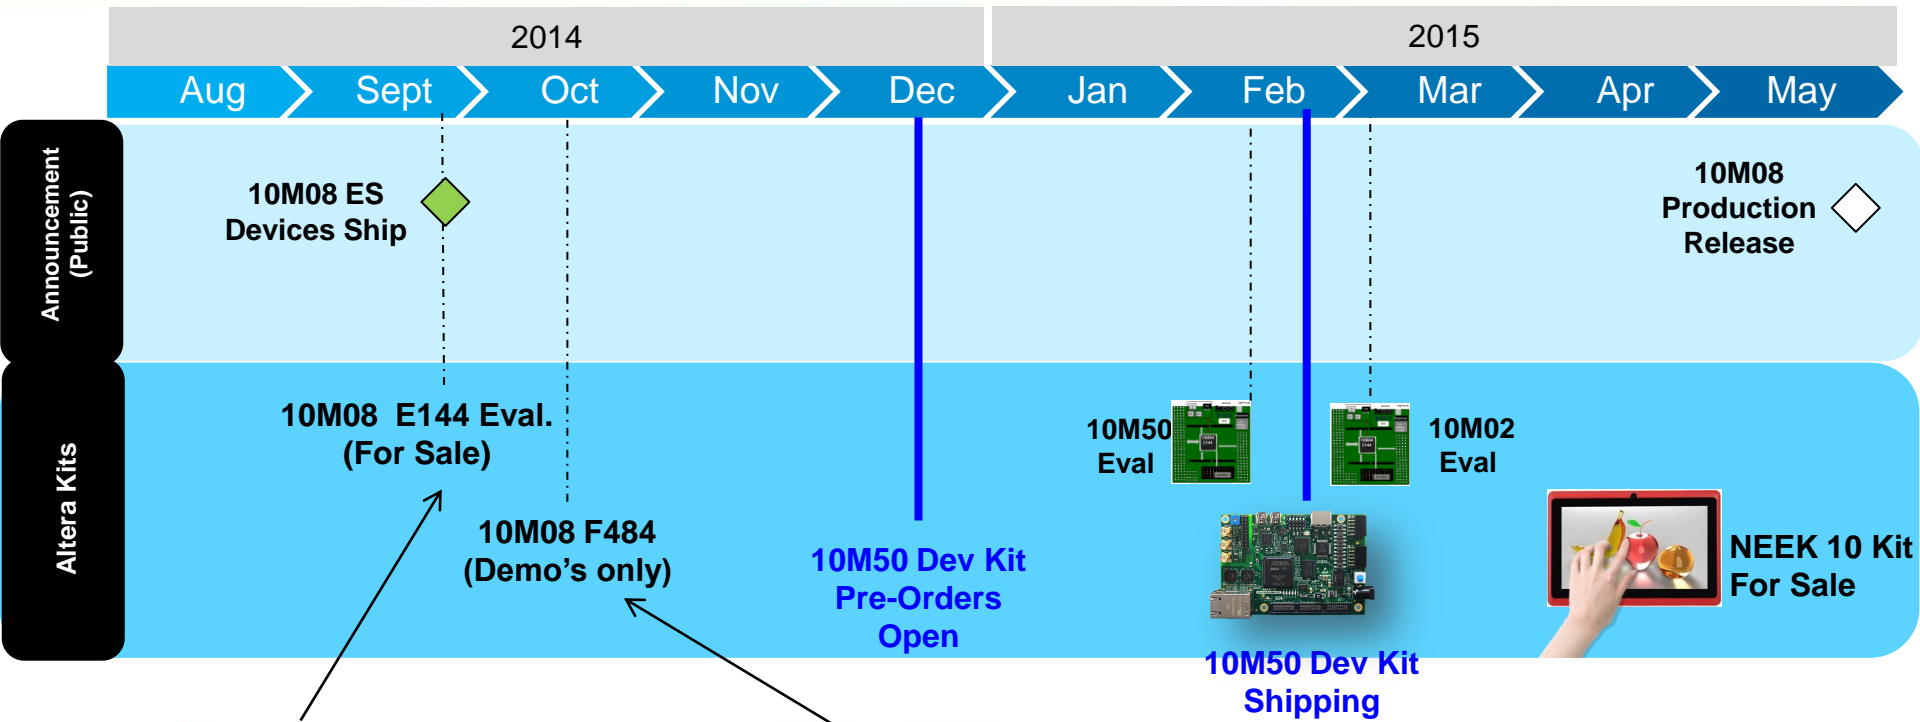 2014
2015
Aug
Sept
Oct
Nov
Dec
Jan
Feb
Mar
Apr
May
Announcement
(Public)
10M08 ES
Devices Ship
10M08
Production
Release
Altera Kits
10M08 E144 Eval.
(For Sale)
10M08 F484
(Demo's only)
10M50 Dev Kit
Pre-Orders
Open
10M50
Eval
10M02
Eval
10M50 Dev Kit
Shipping
NEEK 10 Kit
For Sale